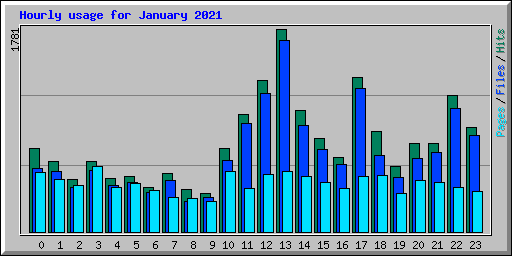 Hourly usage for January 2021
1781
Pages/Files/Hits
0 1 2 3 4 5 6 7 8 9 10 11 12 13 14 15 16 17 18 19 20 21 22 23